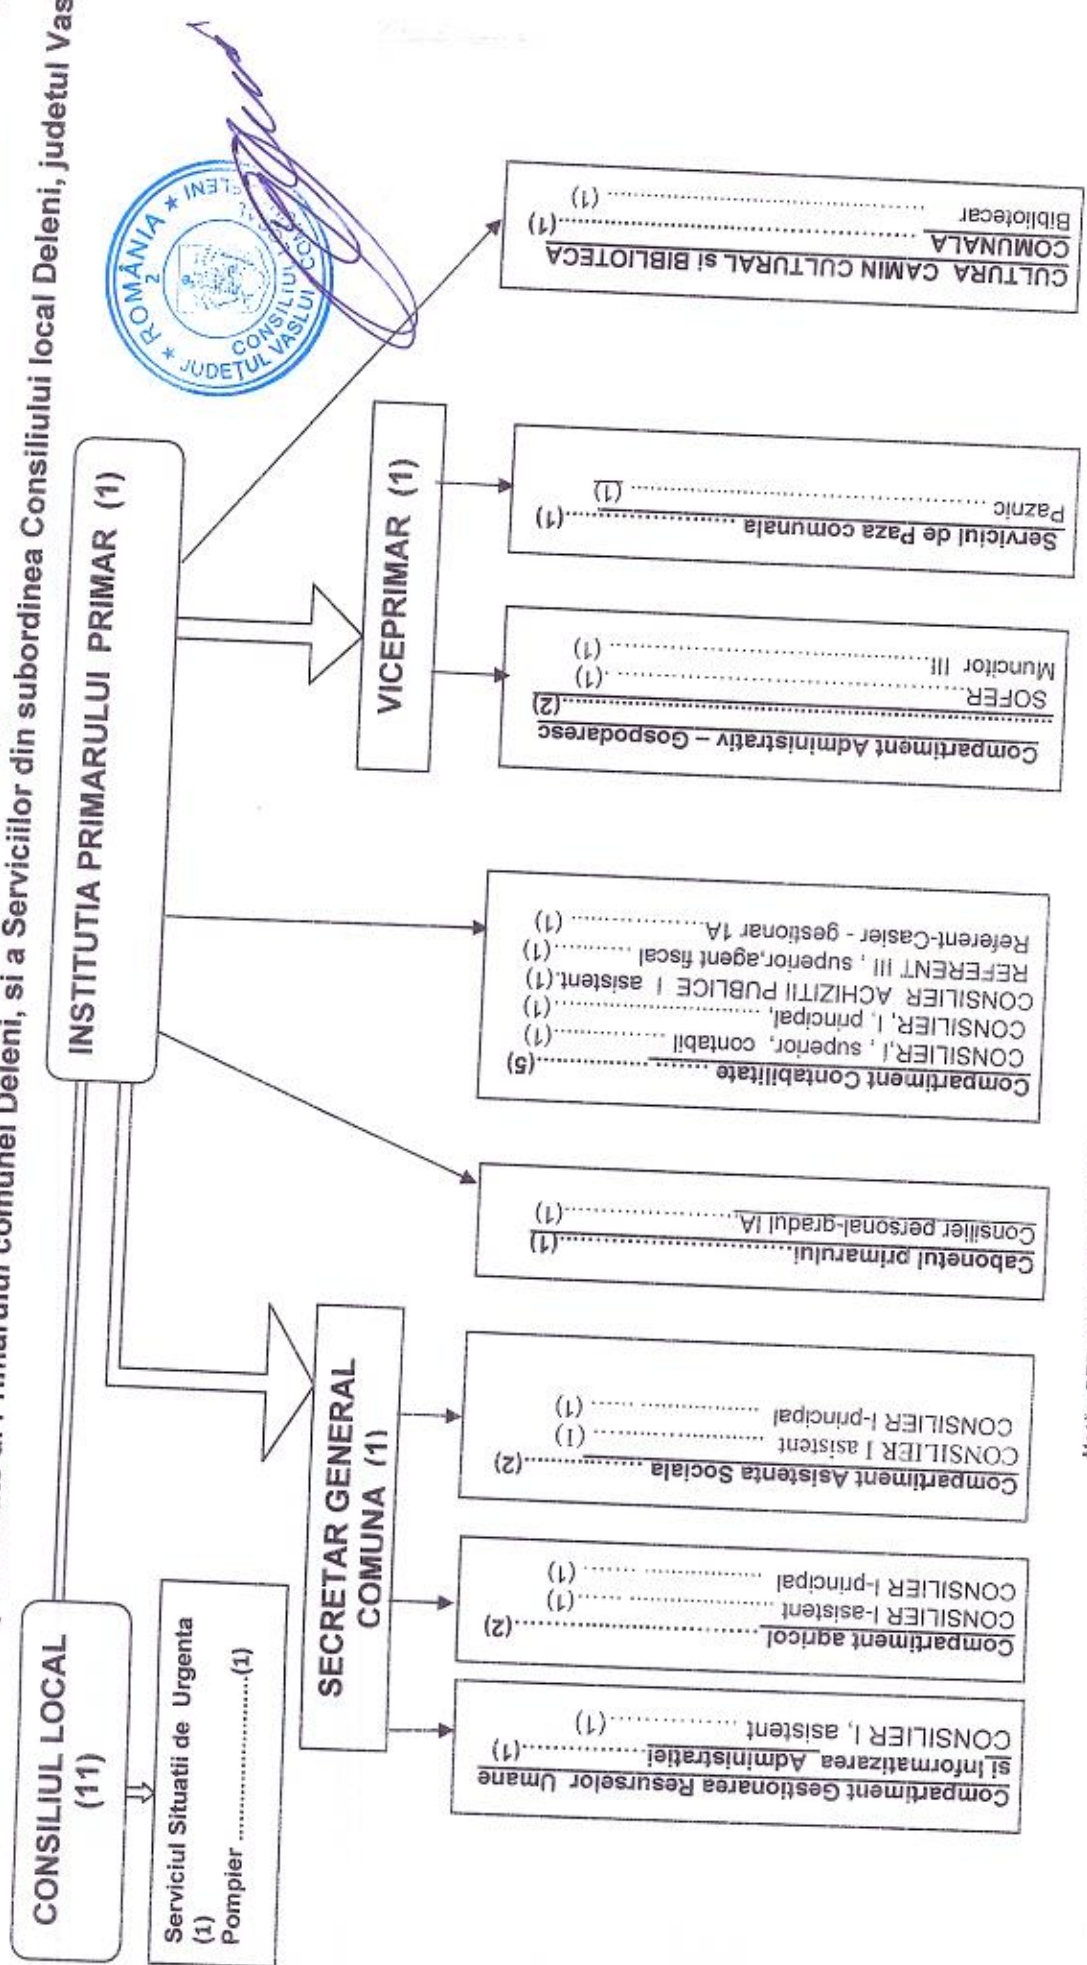 Primarului comunei Deleni, si a Serviciilor din subordinea Consiliului local Deleni, judetul Vas
CONSILIUL LOCAL
(11)
INSTITUTIA PRIMARULUI PRIMAR (1)
ROMÂNIA
2
JUDEȚUL VASLUI
CONSILIUL
Serviciul Situatii de Urgenta
(1)
Pompier ..............................(1)
SECRETAR GENERAL
COMUNA (1)
VICEPRIMAR (1)
Compartiment Gestionarea Resurselor Umane
si Informatizarea Administratiei....................(1)
CONSILIER I, asistent ..................(1)
Compartiment agricol..............................(2)
CONSILIER I-asistent ........................(1)
CONSILIER I-principal ........................(1)
Compartiment Asistenta Sociala ....................(2)
CONSILIER I asistent ........................(1)
CONSILIER I-principal ........................(1)
Cabonetul primarului..............................(1)
Consilier personal-gradul IA....................(1)
Compartiment Contabilitate ....................(5)
CONSILIER,I , superior, contabil ....................(1)
CONSILIER, I, principal, ..............................(1)
CONSILIER ACHIZITII PUBLICE I asistent.(1)
REFERENT III , superior,agent fiscal ..........(1)
Referent-Casier - gestionar 1A.................. (1)
Compartiment Administrativ – Gospodaresc
..................................................(2)
SOFER........................................(1)
Muncitor III........................................ (1)
Serviciul de Paza comunala ....................(1)
Paznic ........................................ (1)
CULTURA CAMIN CULTURAL si BIBLIOTECA
COMUNALA ........................................(1)
Bibliotecar ........................................ (1)